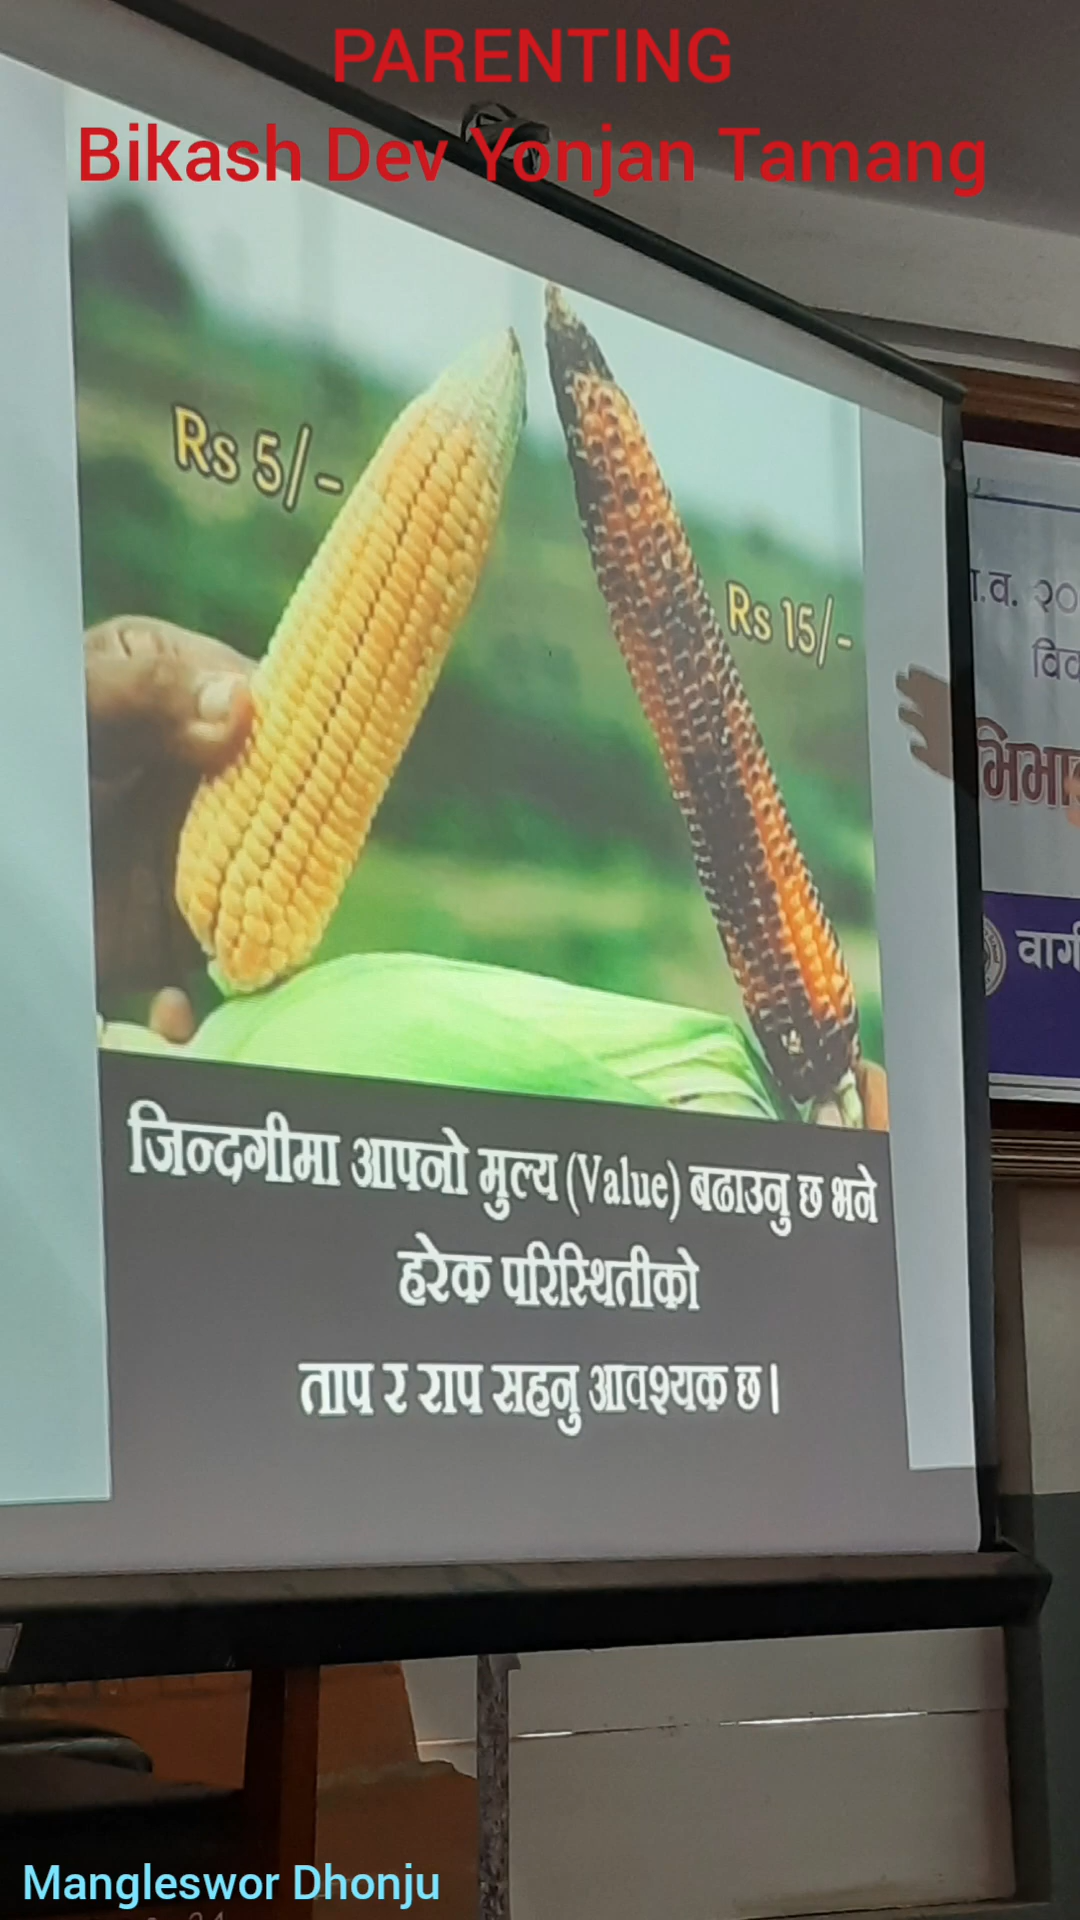 PARENTING
Bikash Dev Yonjan Tamang
Rs 5/-
Rs 15/-
जिन्दगीमा आफ्नो मुल्य (Value) बढाउनु छ भने
हरेक परिस्थितीको
ताप र राप सहनु आवश्यक छ।
Mangleswor Dhonju